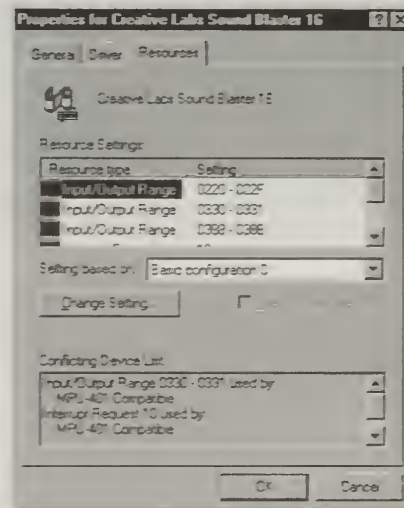 Properties for Creative Labs Sound Blaster 16
General Driver Resources
Creative Labs Sound Blaster 16
Resource Settings:
Resource type Setting
Input/Output Range 0220 - 022F
Input/Output Range 0330 - 0331
Input/Output Range 0388 - 038B
Setting based on: Basic configuration 0
Change Setting...
Conflicting Device List:
Input/Output Range 0330 - 0331 used by:
MPU-401 Compatible
Interrupt Request 10 used by:
MPU-401 Compatible
OK Cancel